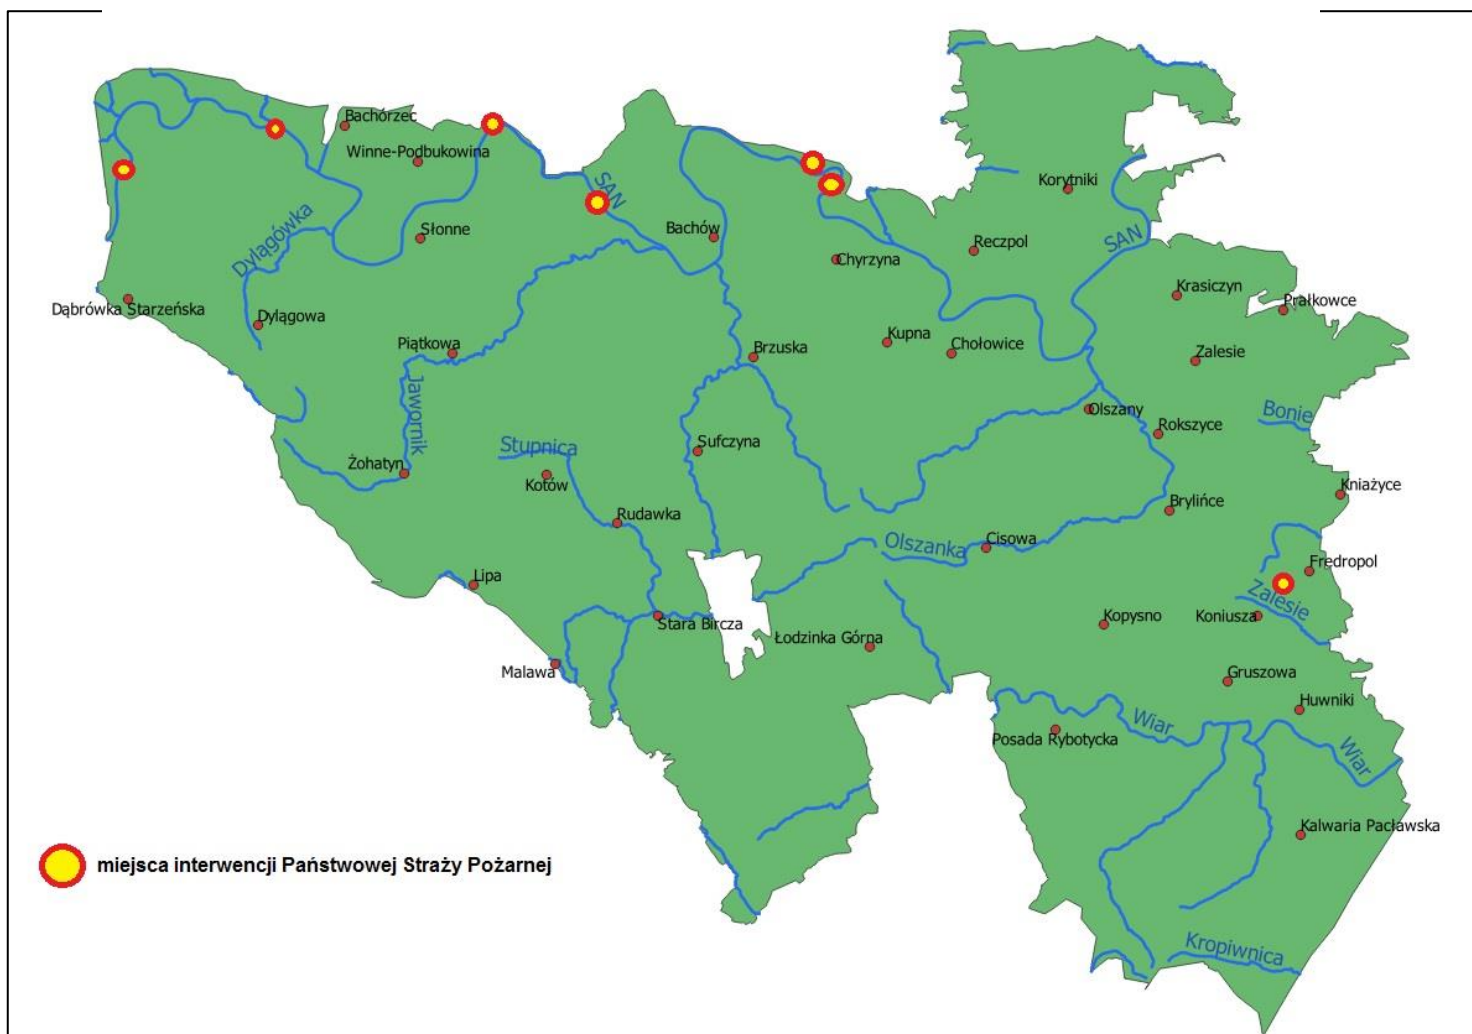 Bachórzec
Winne-Podbukowina
SAN
Korytniki
Dylągówka
Słonne
Bachów
Reczpol
SAN
Chyrzyna
Krasiczyn
Dąbrówka Starzeńska
Prałkowce
Dylągowa
Piątkowa
Brzuska
Kupna
Chołowice
Zalesie
Jawornik
Olszany
Bonie
Rokszyce
Stupnica
Sufczyna
Żohatyn
Kotów
Kniażyce
Brylińce
Rudawka
Olszanka
Cisowa
Fredropol
Lipa
Zalesie
Kopysno
Koniusza
Stara Bircza
Łodzinka Górna
Malawa
Gruszowa
Huwniki
Wiar
Posada Rybotycka
Wiar
Kalwaria Pacławska
miejsca interwencji Państwowej Straży Pożarnej
Kropiwnica